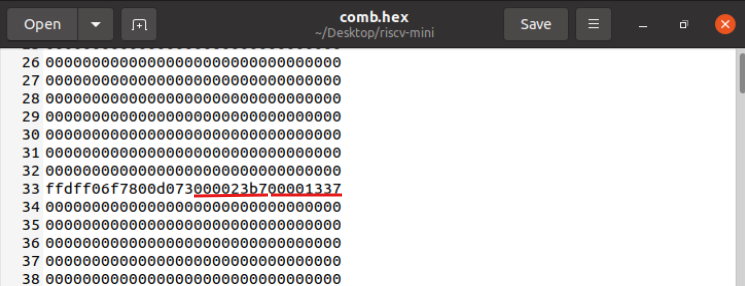 Open
comb.hex
~/Desktop/riscv-mini
Save
26 00000000000000000000000000000000
27 00000000000000000000000000000000
28 00000000000000000000000000000000
29 00000000000000000000000000000000
30 00000000000000000000000000000000
31 00000000000000000000000000000000
32 00000000000000000000000000000000
33 ffdff06f7800d073000023b700001337
34 00000000000000000000000000000000
35 00000000000000000000000000000000
36 00000000000000000000000000000000
37 00000000000000000000000000000000
38 00000000000000000000000000000000